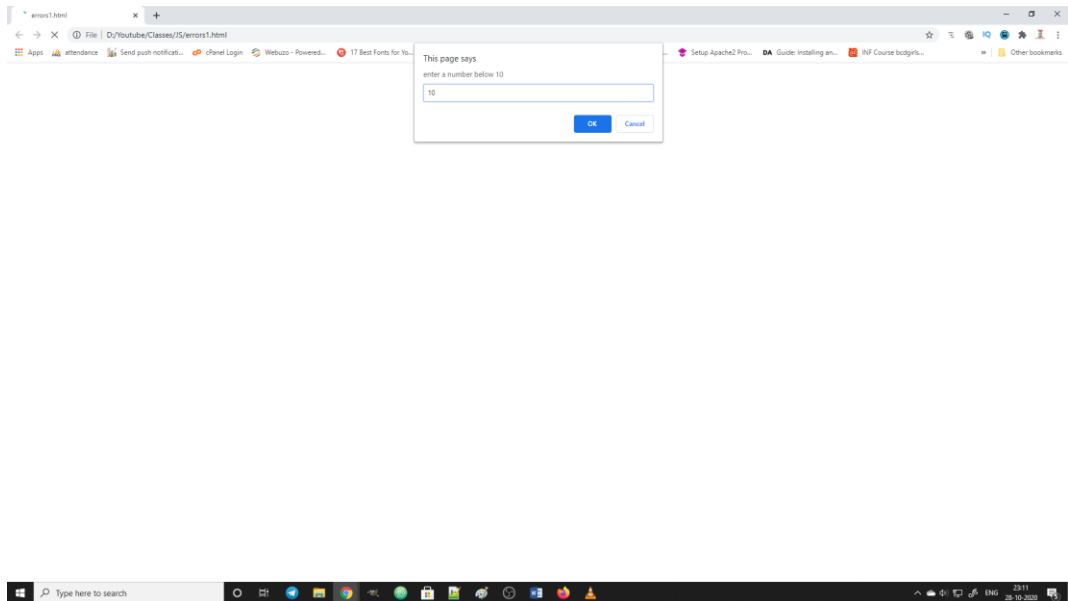 errors1.html
File | D:/Youtube/Classes/JS/errors1.html
Apps attendance Send push notificati... cPanel Login Webuzo - Powered... 17 Best Fonts for Yo... Setup Apache2 Pro... DA Guide: Installing an... INF Course bcdgirls... » Other bookmarks
This page says
enter a number below 10
10
OK Cancel
Type here to search
ENG 23:11
28-10-2020